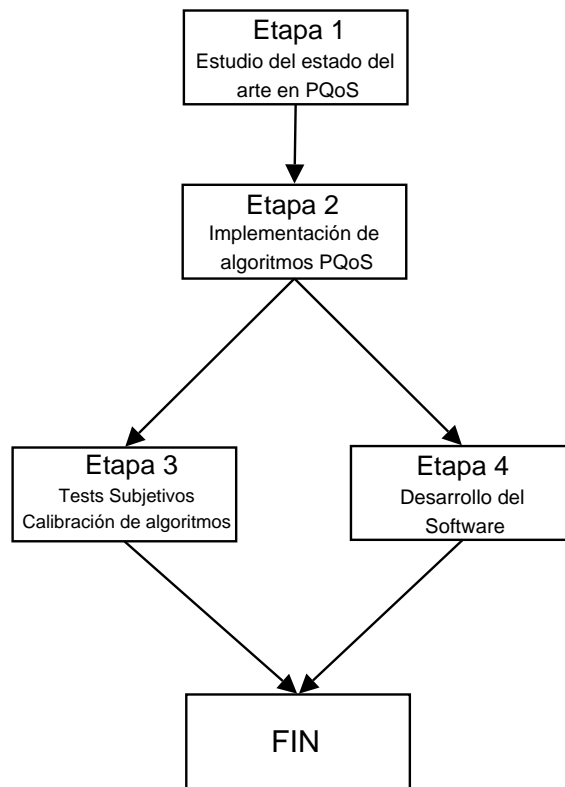 Etapa 1
Estudio del estado del
arte en PQoS
Etapa 2
Implementación de
algoritmos PQoS
Etapa 3
Tests Subjetivos
Calibración de algoritmos
Etapa 4
Desarrollo del
Software
FIN